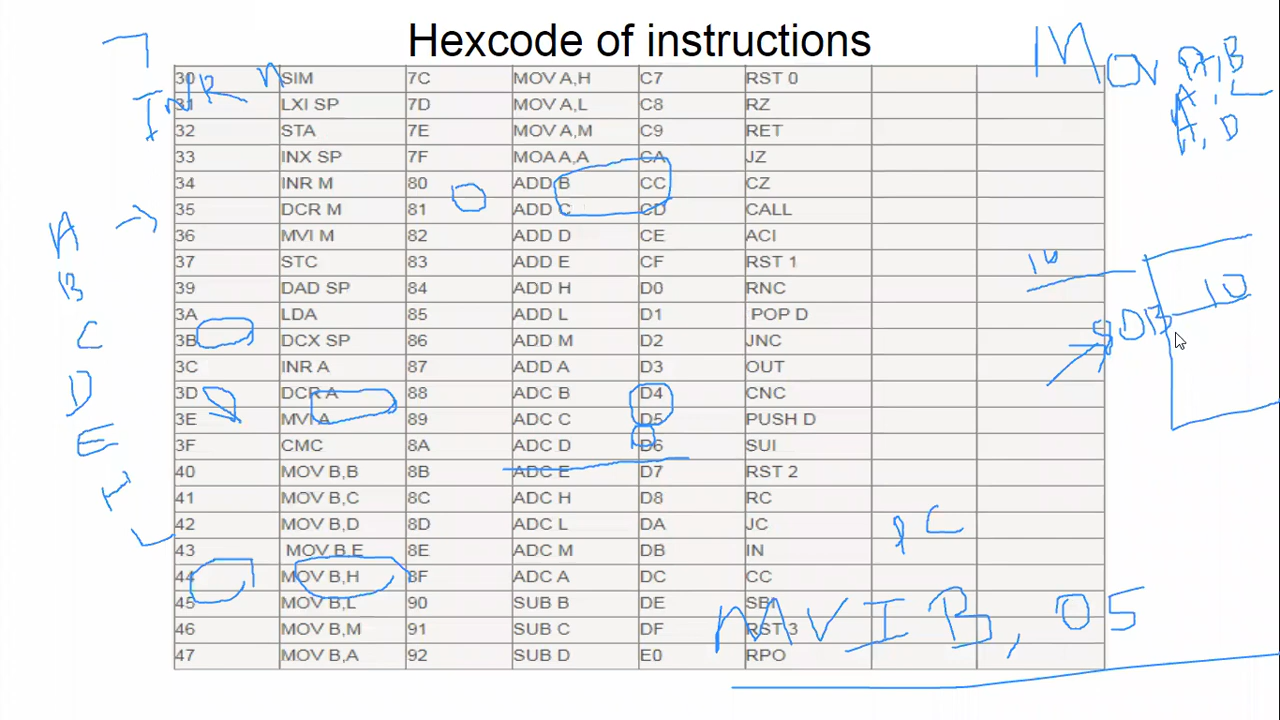 Hexcode of instructions
30 SIM 7C MOV A,H C7 RST 0
31 LXI SP 7D MOV A,L C8 RZ
32 STA 7E MOV A,M C9 RET
33 INX SP 7F MOA A,A CA JZ
34 INR M 80 ADD B CC CZ
35 DCR M 81 ADD C CD CALL
36 MVI M 82 ADD D CE ACI
37 STC 83 ADD E CF RST 1
39 DAD SP 84 ADD H D0 RNC
3A LDA 85 ADD L D1 POP D
3B DCX SP 86 ADD M D2 JNC
3C INR A 87 ADD A D3 OUT
3D DCR A 88 ADC B D4 CNC
3E MVI A 89 ADC C D5 PUSH D
3F CMC 8A ADC D D6 SUI
40 MOV B,B 8B ADC E D7 RST 2
41 MOV B,C 8C ADC H D8 RC
42 MOV B,D 8D ADC L DA JC
43 MOV B,E 8E ADC M DB IN
44 MOV B,H 8F ADC A DC CC
45 MOV B,L 90 SUB B DE SBI
46 MOV B,M 91 SUB C DF RST 3
47 MOV B,A 92 SUB D E0 RPO
INR
A
B
C
D
E
H
L
MOV A,B
A,C
A,D
10
10
MVI B, 05